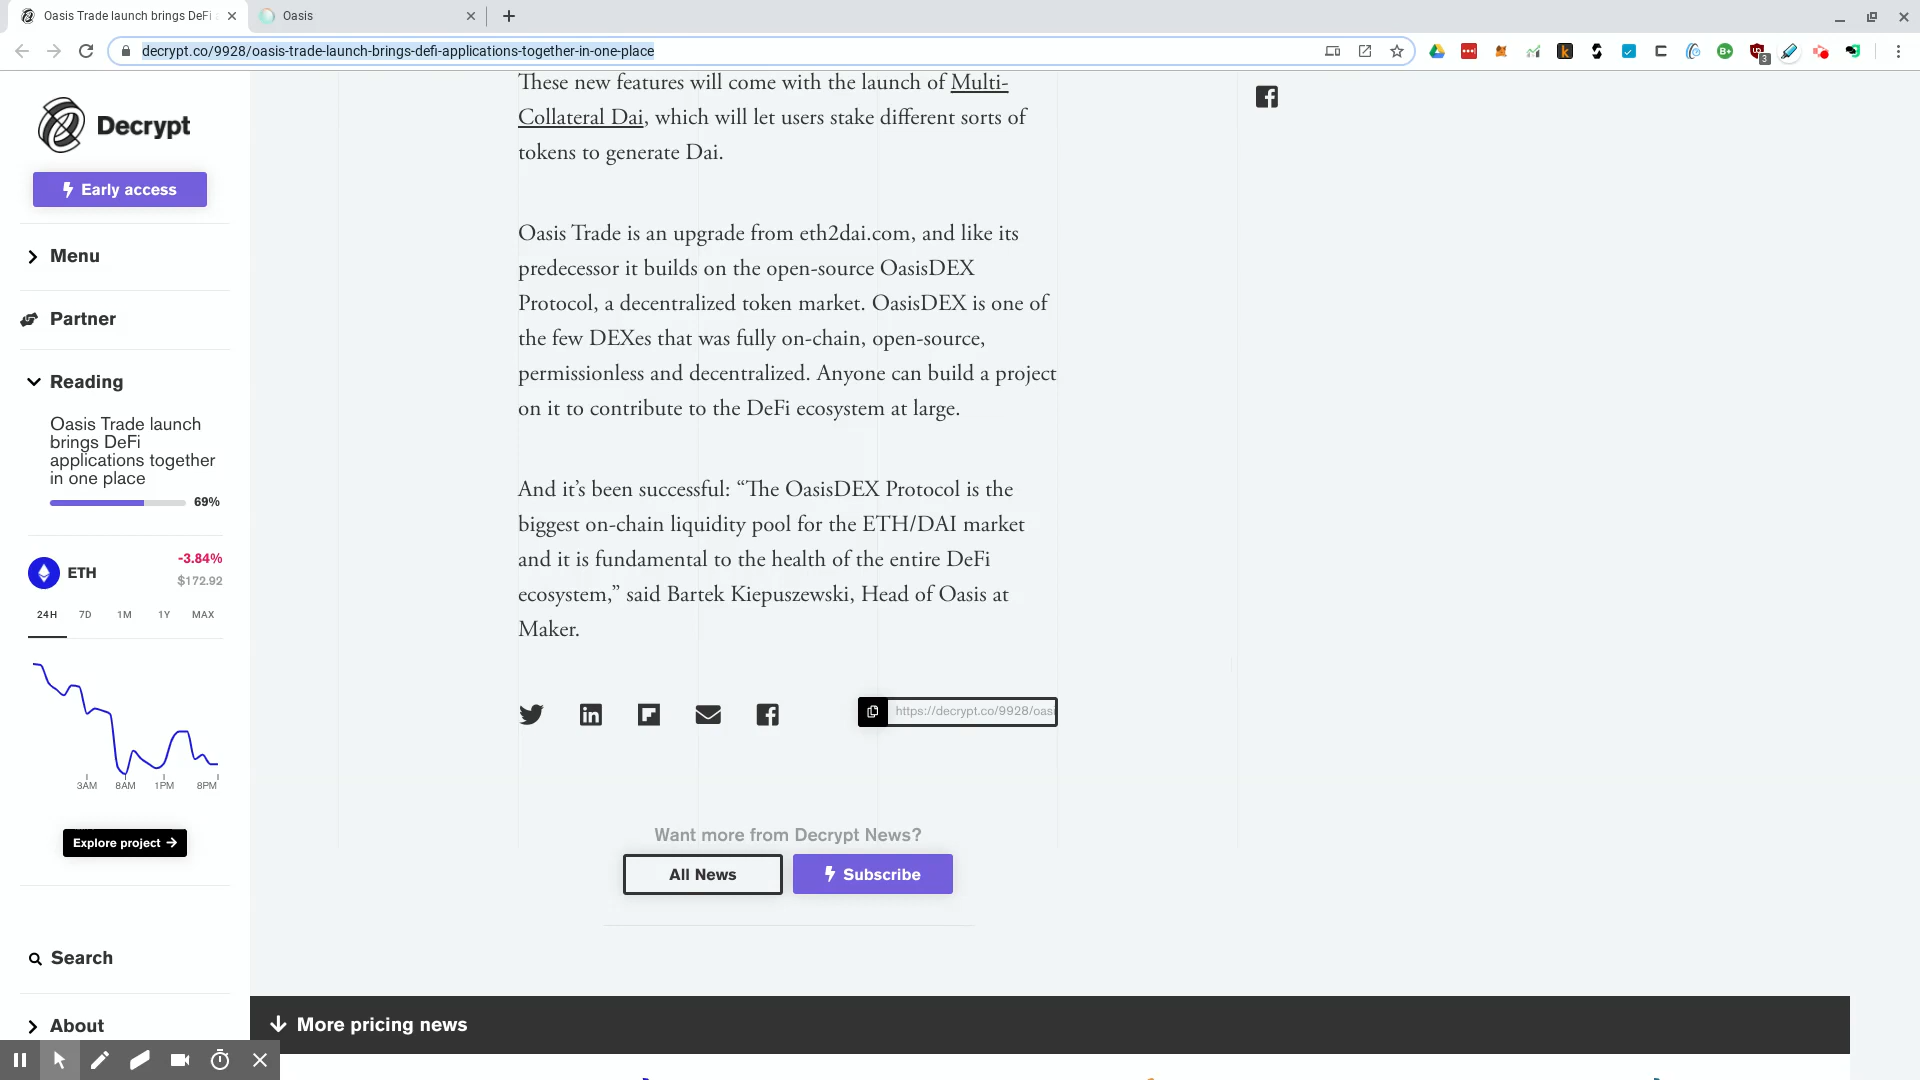 Oasis Trade launch brings DeFi
Oasis
decrypt.co/9928/oasis-trade-launch-brings-defi-applications-together-in-one-place
3
Decrypt
Early access
Menu
Partner
Reading
Oasis Trade launch
brings DeFi
applications together
in one place
69%
ETH
-3.84%
$172.92
24H 7D 1M 1Y MAX
3AM 8AM 1PM 8PM
Explore project
Search
About
These new features will come with the launch of Multi-
Collateral Dai, which will let users stake different sorts of
tokens to generate Dai.
Oasis Trade is an upgrade from eth2dai.com, and like its
predecessor it builds on the open-source OasisDEX
Protocol, a decentralized token market. OasisDEX is one of
the few DEXes that was fully on-chain, open-source,
permissionless and decentralized. Anyone can build a project
on it to contribute to the DeFi ecosystem at large.
And it’s been successful: “The OasisDEX Protocol is the
biggest on-chain liquidity pool for the ETH/DAI market
and it is fundamental to the health of the entire DeFi
ecosystem,” said Bartek Kiepuszewski, Head of Oasis at
Maker.
https://decrypt.co/9928/oasi
Want more from Decrypt News?
All News
Subscribe
More pricing news